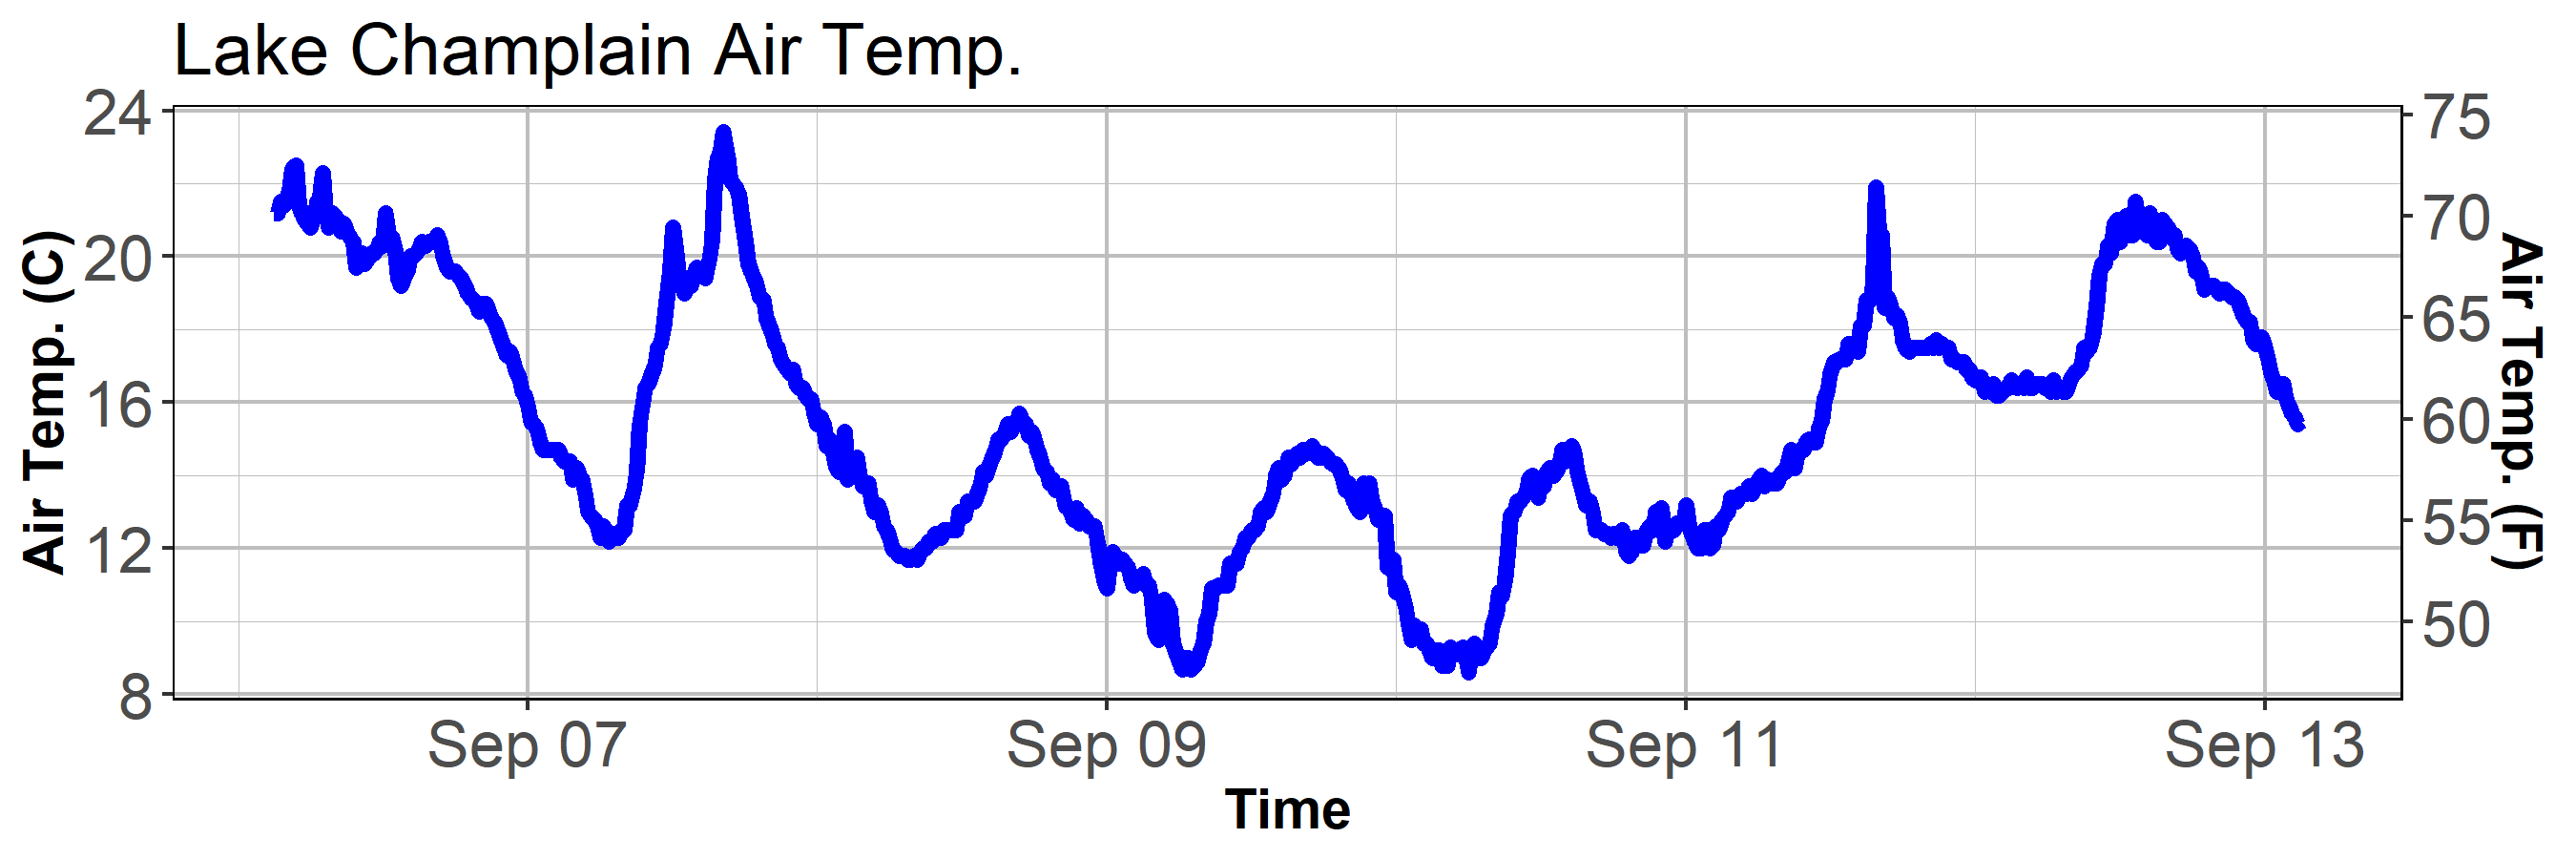 Lake Champlain Air Temp.
24
20
16
12
8
Air Temp. (C)
75
70
65
60
55
50
Air Temp. (F)
Sep 07
Sep 09
Sep 11
Sep 13
Time